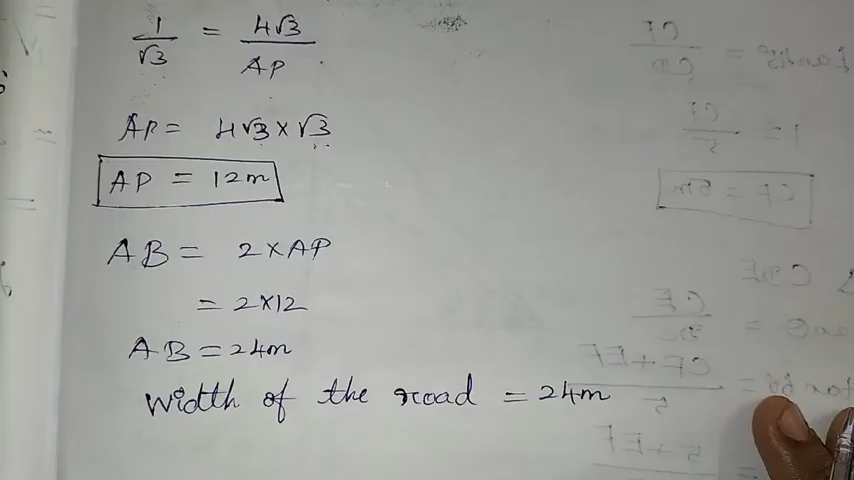 1/√3 = 4√3/AP
AP = 4√3 × √3
AP = 12m
AB = 2 × AP
= 2 × 12
AB = 24m
Width of the road = 24m